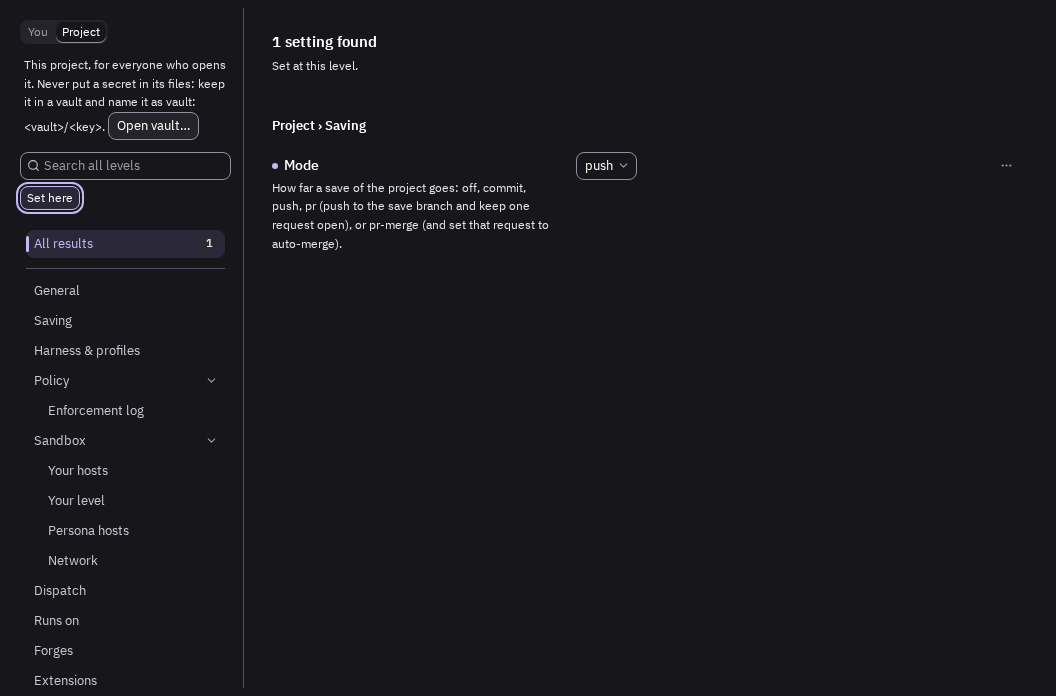 You Project
This project, for everyone who opens
it. Never put a secret in its files: keep
it in a vault and name it as vault:
<vault>/<key>. Open vault...
Search all levels
Set here
All results 1
General
Saving
Harness & profiles
Policy
Enforcement log
Sandbox
Your hosts
Your level
Persona hosts
Network
Dispatch
Runs on
Forges
Extensions
1 setting found
Set at this level.
Project › Saving
Mode push
How far a save of the project goes: off, commit,
push, pr (push to the save branch and keep one
request open), or pr-merge (and set that request to
auto-merge).